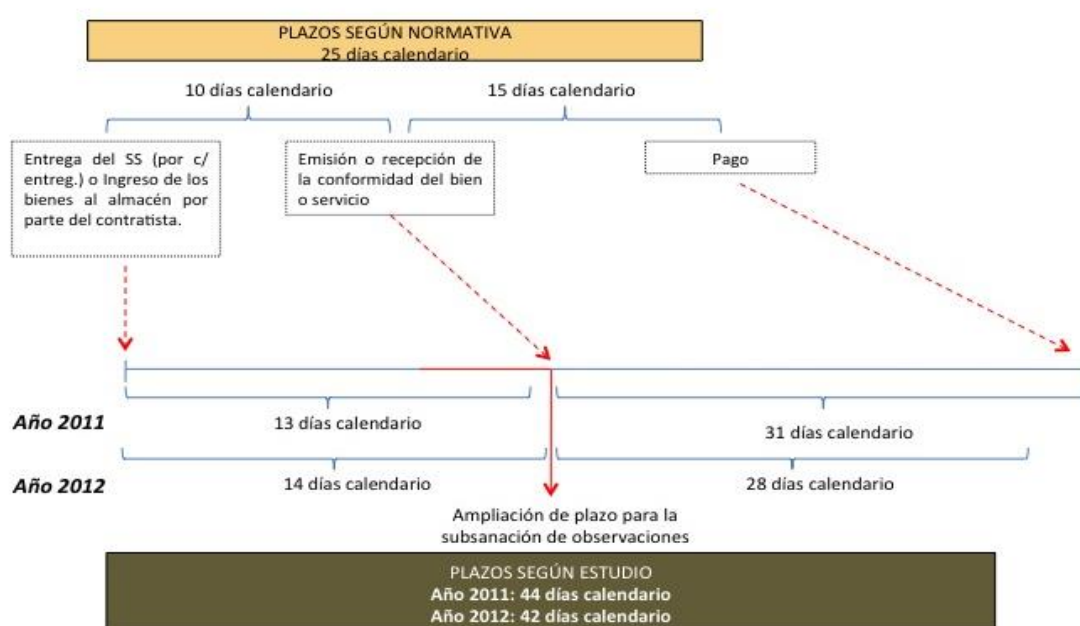 PLAZOS SEGÚN NORMATIVA
25 días calendario
10 días calendario
15 días calendario
Entrega del SS (por c/
entreg.) o Ingreso de los
bienes al almacén por
parte del contratista.
Emisión o recepción de
la conformidad del bien
o servicio
Pago
Año 2011
13 días calendario
31 días calendario
Año 2012
14 días calendario
28 días calendario
Ampliación de plazo para la
subsanación de observaciones
PLAZOS SEGÚN ESTUDIO
Año 2011: 44 días calendario
Año 2012: 42 días calendario